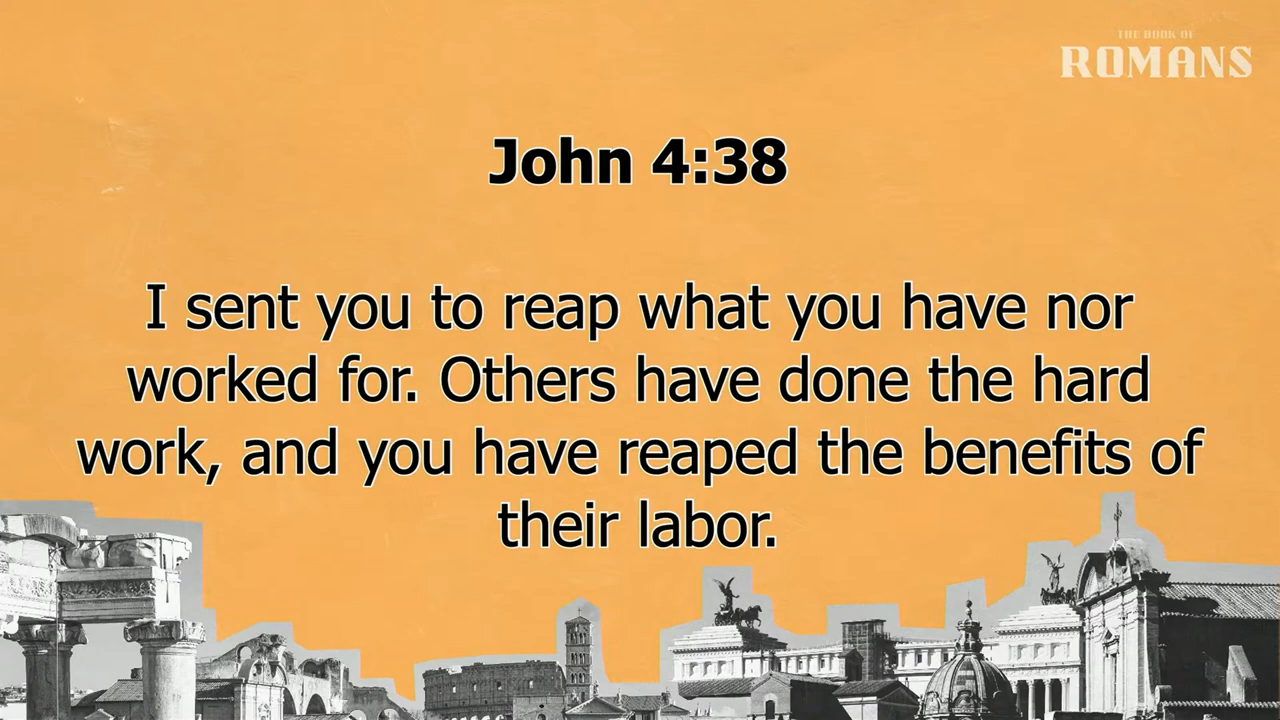 THE BOOK OF
ROMANS
John 4:38
I sent you to reap what you have nor
worked for. Others have done the hard
work, and you have reaped the benefits of
their labor.